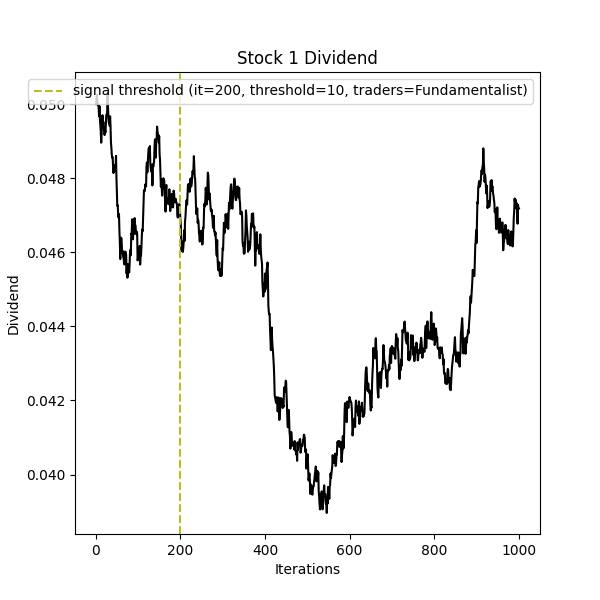 Stock 1 Dividend
signal threshold (it=200, threshold=10, traders=Fundamentalist)
0.050
0.048
0.046
0.044
0.042
0.040
Dividend
0 200 400 600 800 1000
Iterations